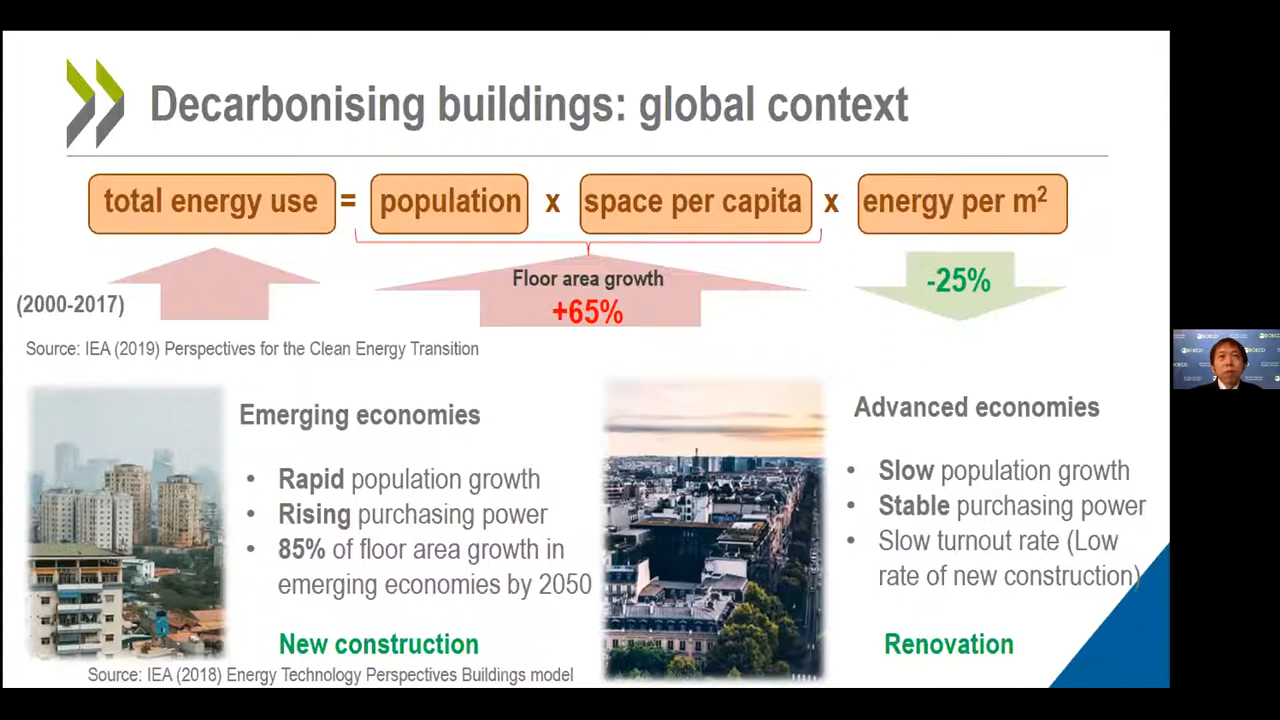 Decarbonising buildings: global context
total energy use = population x space per capita x energy per m²
Floor area growth
+65%
-25%
(2000-2017)
Source: IEA (2019) Perspectives for the Clean Energy Transition
Emerging economies
• Rapid population growth
• Rising purchasing power
• 85% of floor area growth in
emerging economies by 2050
New construction
Source: IEA (2018) Energy Technology Perspectives Buildings model
Advanced economies
• Slow population growth
• Stable purchasing power
• Slow turnout rate (Low
rate of new construction)
Renovation
OECD